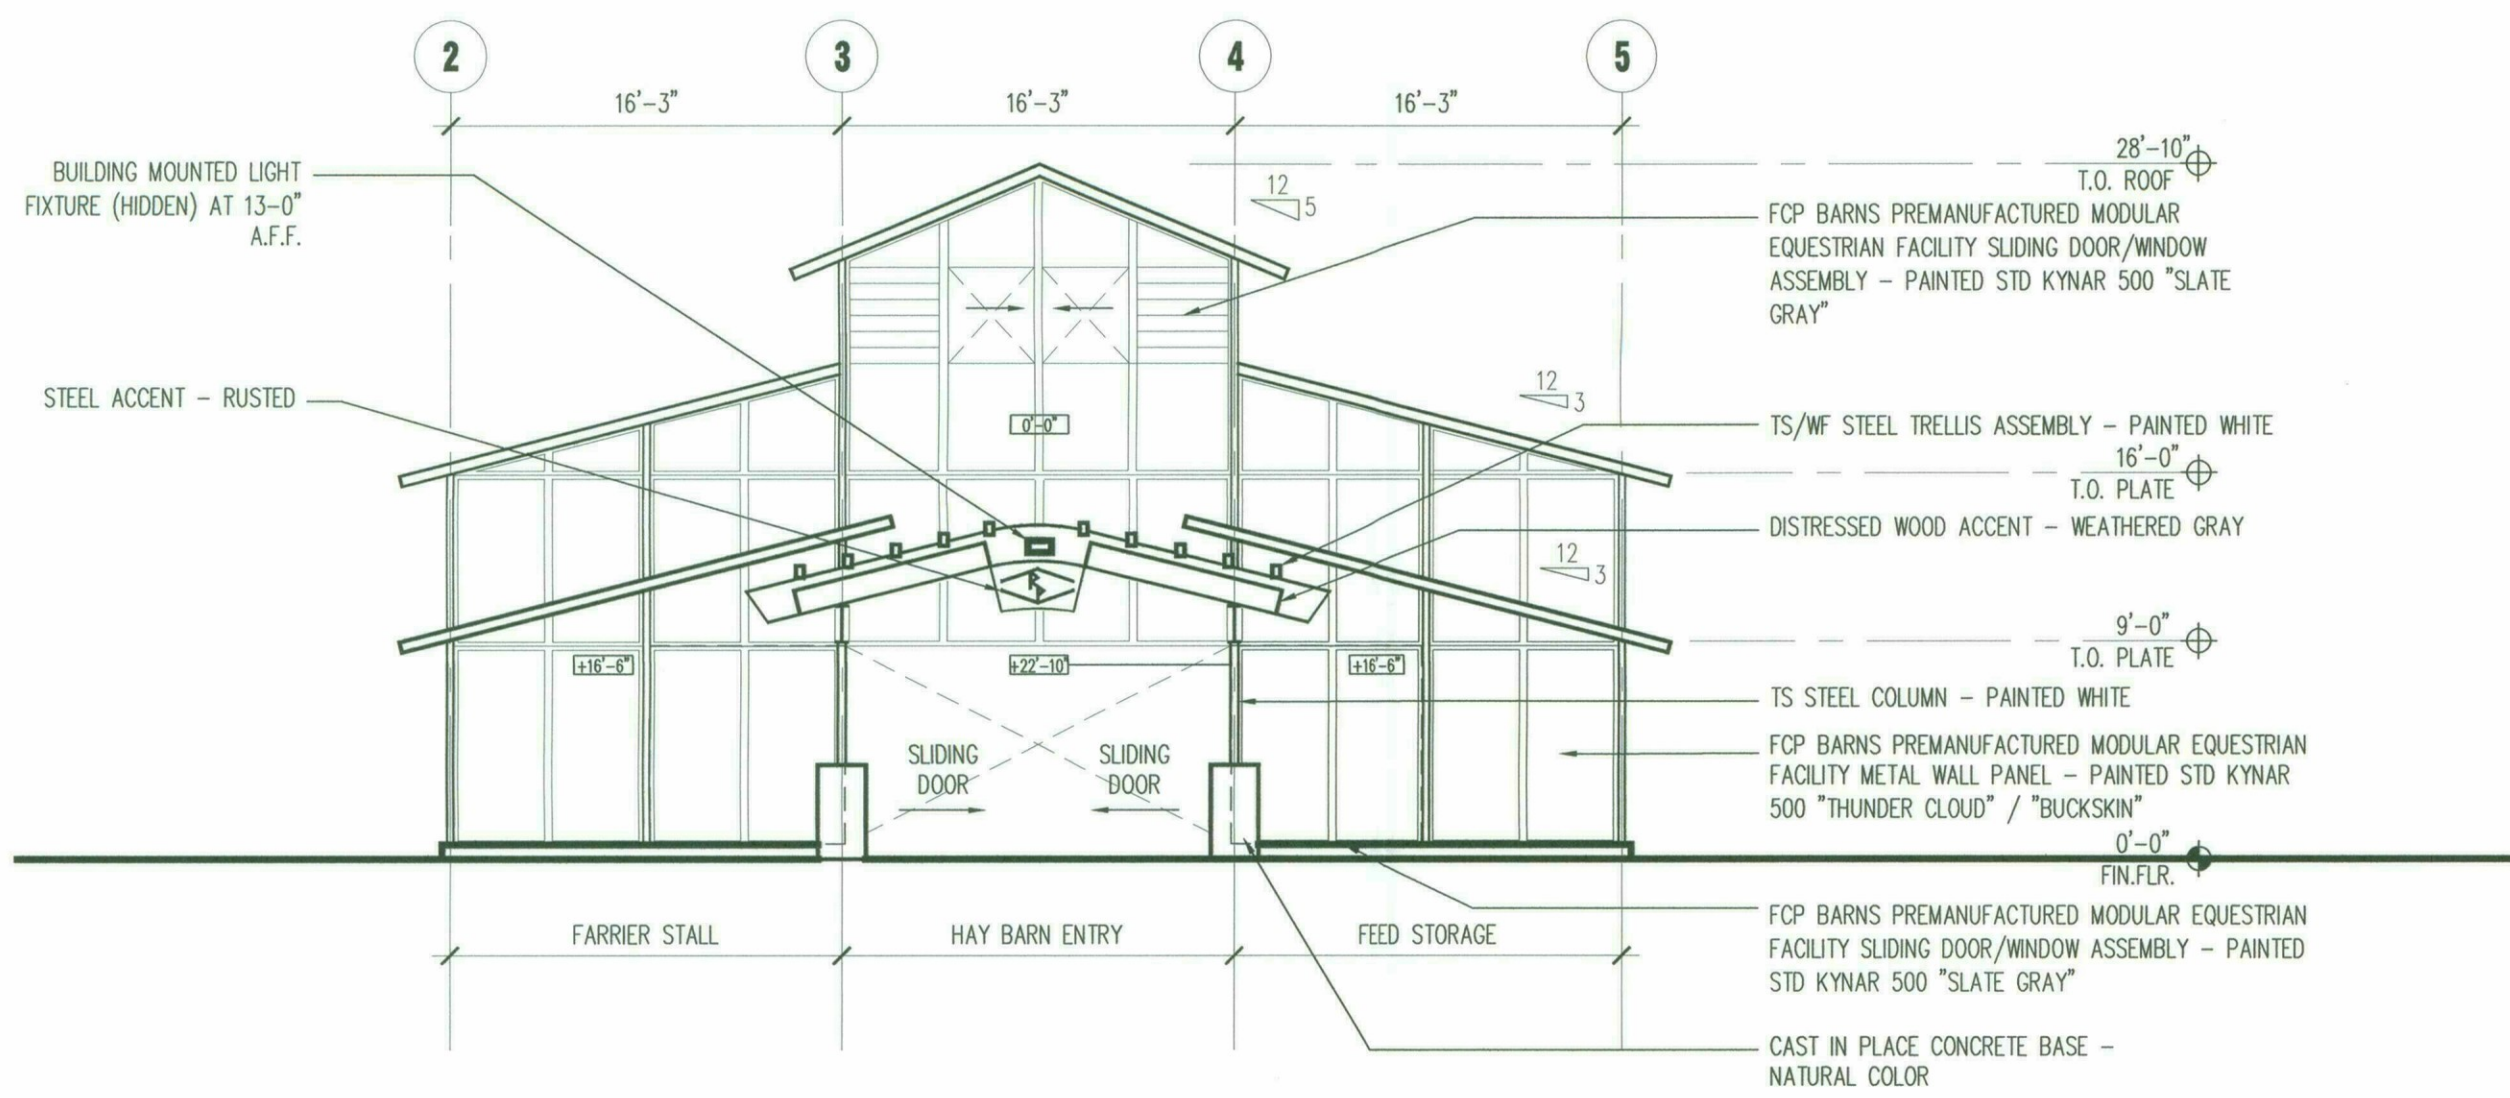 2
3
4
5
16'-3"
16'-3"
16'-3"
BUILDING MOUNTED LIGHT
FIXTURE (HIDDEN) AT 13-0"
A.F.F.
STEEL ACCENT - RUSTED
12
5
12
3
12
3
0'-0"
+16'-6"
+22'-10"
+16'-6"
SLIDING
DOOR
SLIDING
DOOR
28'-10"
T.O. ROOF
FCP BARNS PREMANUFACTURED MODULAR
EQUESTRIAN FACILITY SLIDING DOOR/WINDOW
ASSEMBLY - PAINTED STD KYNAR 500 "SLATE
GRAY"
TS/WF STEEL TRELLIS ASSEMBLY - PAINTED WHITE
16'-0"
T.O. PLATE
DISTRESSED WOOD ACCENT - WEATHERED GRAY
9'-0"
T.O. PLATE
TS STEEL COLUMN - PAINTED WHITE
FCP BARNS PREMANUFACTURED MODULAR EQUESTRIAN
FACILITY METAL WALL PANEL - PAINTED STD KYNAR
500 "THUNDER CLOUD" / "BUCKSKIN"
0'-0"
FIN.FLR.
FCP BARNS PREMANUFACTURED MODULAR EQUESTRIAN
FACILITY SLIDING DOOR/WINDOW ASSEMBLY - PAINTED
STD KYNAR 500 "SLATE GRAY"
CAST IN PLACE CONCRETE BASE -
NATURAL COLOR
FARRIER STALL
HAY BARN ENTRY
FEED STORAGE